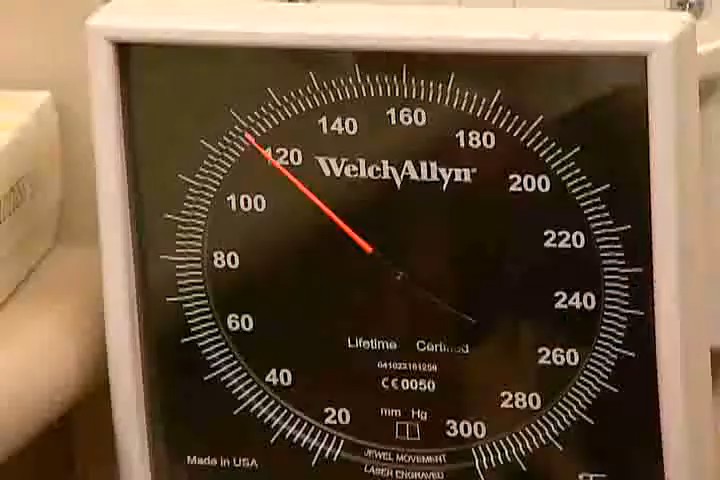 160
140
180
120
WelchAllyn
200
100
220
80
240
60
Lifetime Certified
260
CE 0050
40
280
mm Hg
20
300
JEWEL MOVEMENT
LASER ENGRAVED
Made in USA